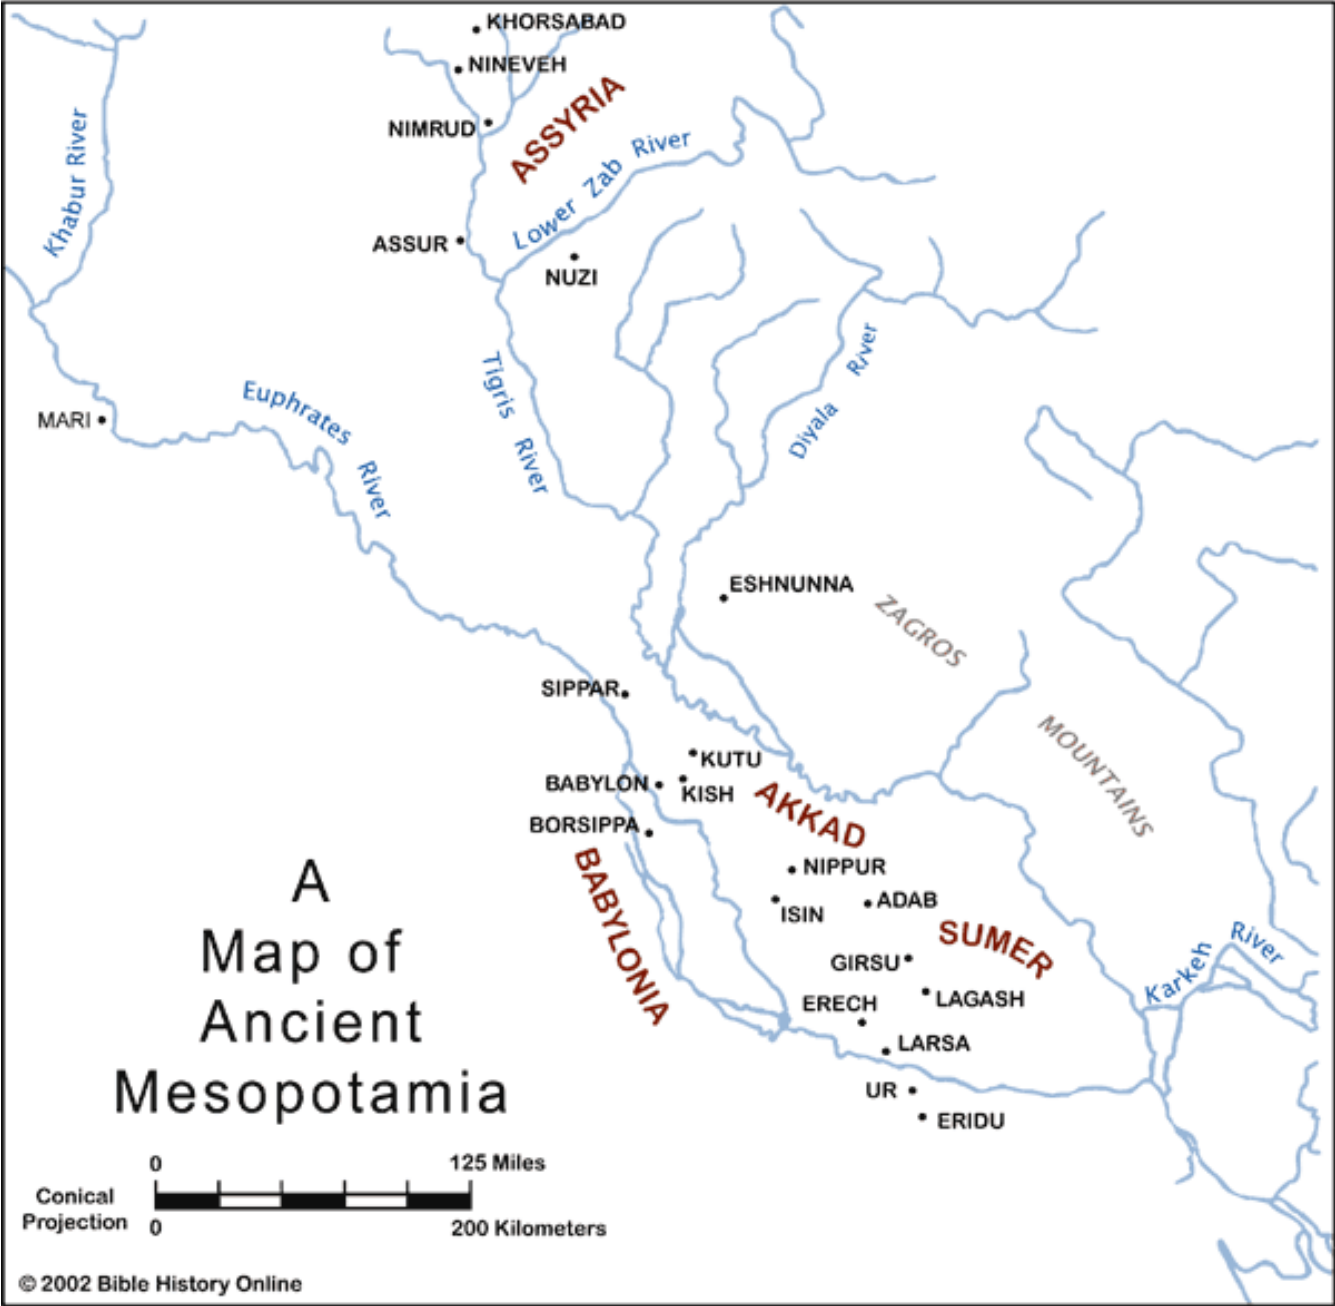 KHORSABAD
NINEVEH
NIMRUD
ASSYRIA
Khabur River
Lower Zab River
ASSUR
NUZI
Tigris River
Diyala River
Euphrates River
MARI
ESHNUNNA
ZAGROS
MOUNTAINS
SIPPAR
KUTU
BABYLON
KISH
AKKAD
BORSIPPA
BABYLONIA
NIPPUR
ISIN
ADAB
SUMER
GIRSU
LAGASH
ERECH
LARSA
UR
ERIDU
Karkeh River
A
Map of
Ancient
Mesopotamia
0 125 Miles
Conical
Projection
0 200 Kilometers
© 2002 Bible History Online